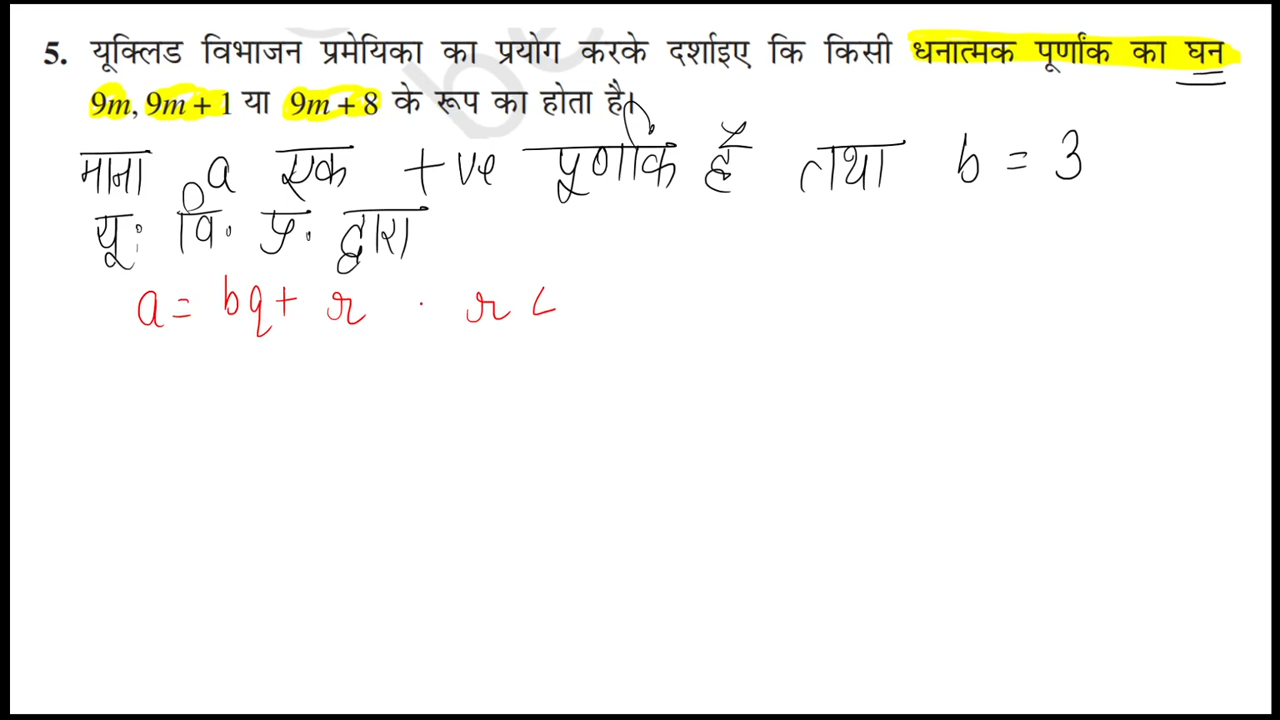 5. यूक्लिड विभाजन प्रमेयिका का प्रयोग करके दर्शाइए कि किसी धनात्मक पूर्णांक का घन
9m, 9m + 1 या 9m + 8 के रूप का होता है।
माना a एक +ve पूर्णांक है तथा b = 3
यू: वि. प्र. द्वारा
a = bq + r . r <